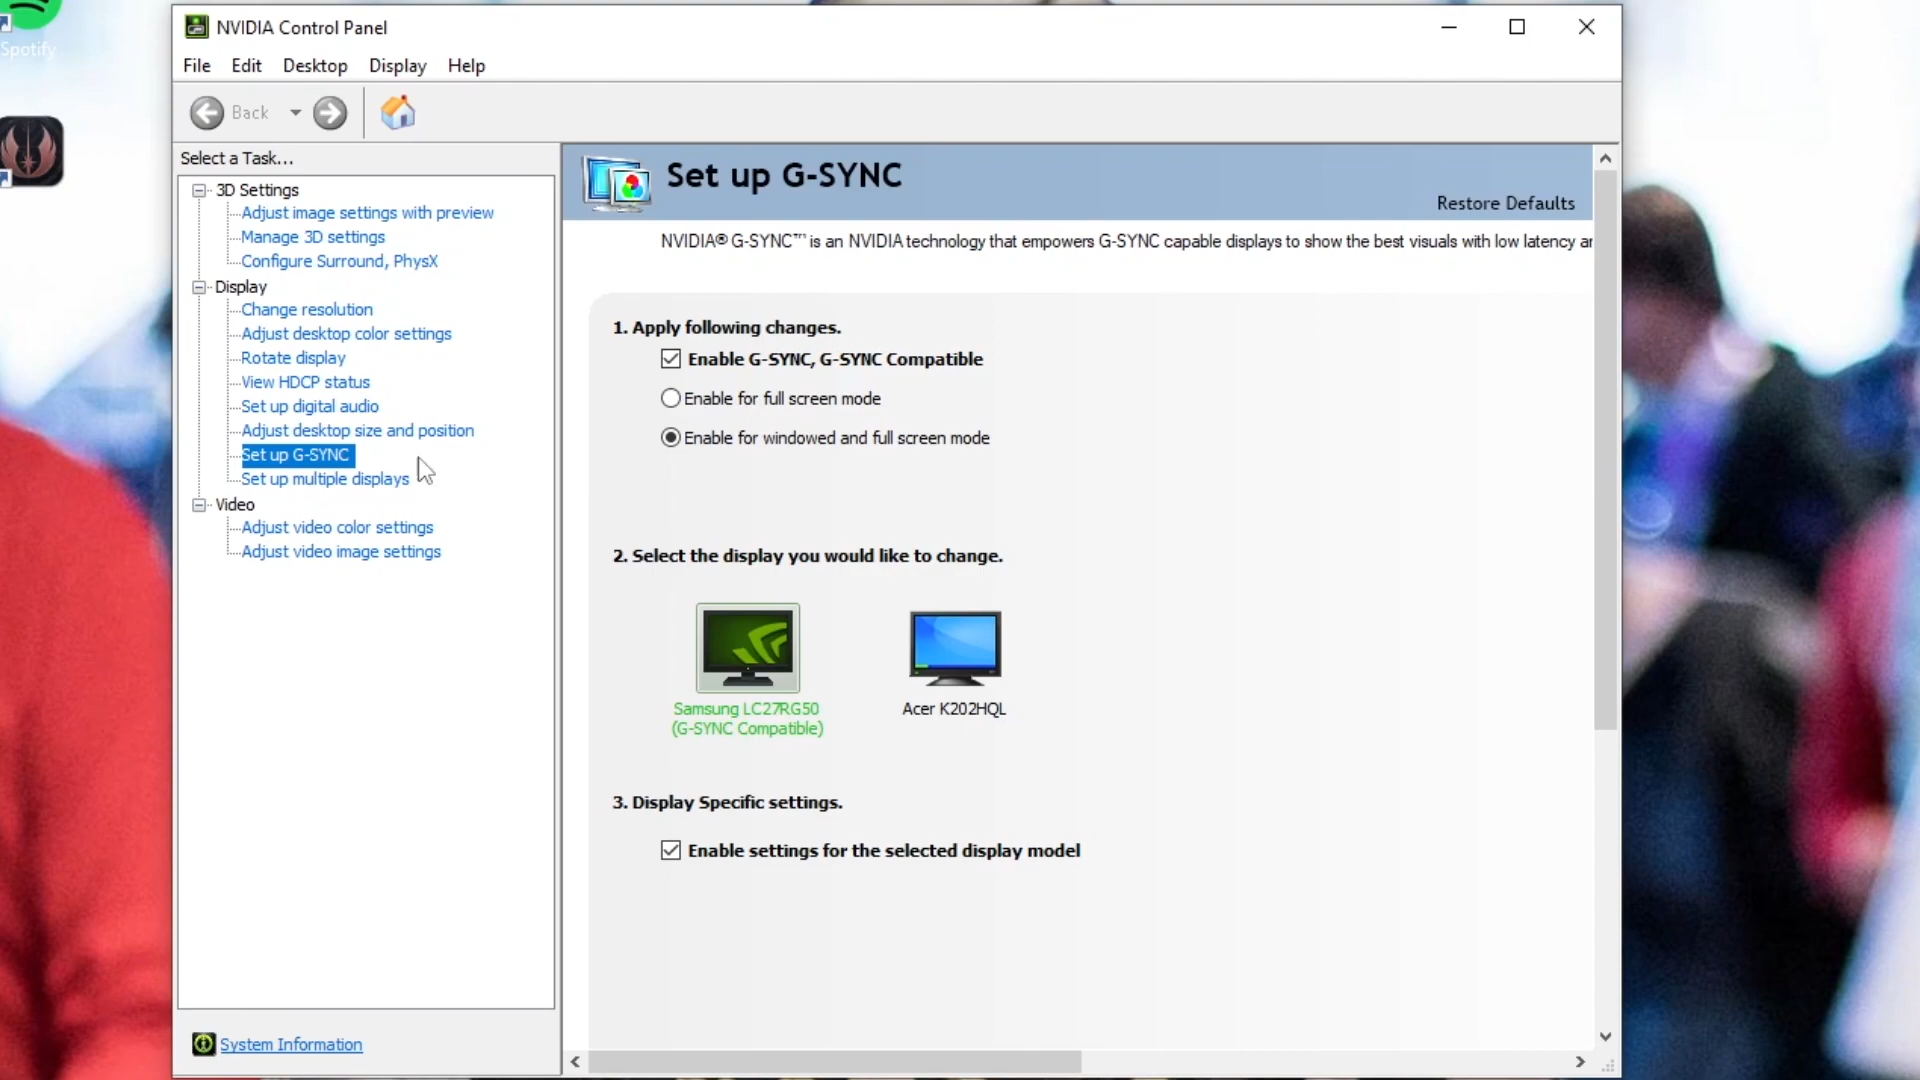 Spotify
NVIDIA Control Panel
File Edit Desktop Display Help
Back
Select a Task...
3D Settings
Adjust image settings with preview
Manage 3D settings
Configure Surround, PhysX
Display
Change resolution
Adjust desktop color settings
Rotate display
View HDCP status
Set up digital audio
Adjust desktop size and position
Set up G-SYNC
Set up multiple displays
Video
Adjust video color settings
Adjust video image settings
System Information
Set up G-SYNC
Restore Defaults
NVIDIA® G-SYNC™ is an NVIDIA technology that empowers G-SYNC capable displays to show the best visuals with low latency
1. Apply following changes.
Enable G-SYNC, G-SYNC Compatible
Enable for full screen mode
Enable for windowed and full screen mode
2. Select the display you would like to change.
Samsung LC27RG50
(G-SYNC Compatible)
Acer K202HQL
3. Display Specific settings.
Enable settings for the selected display model